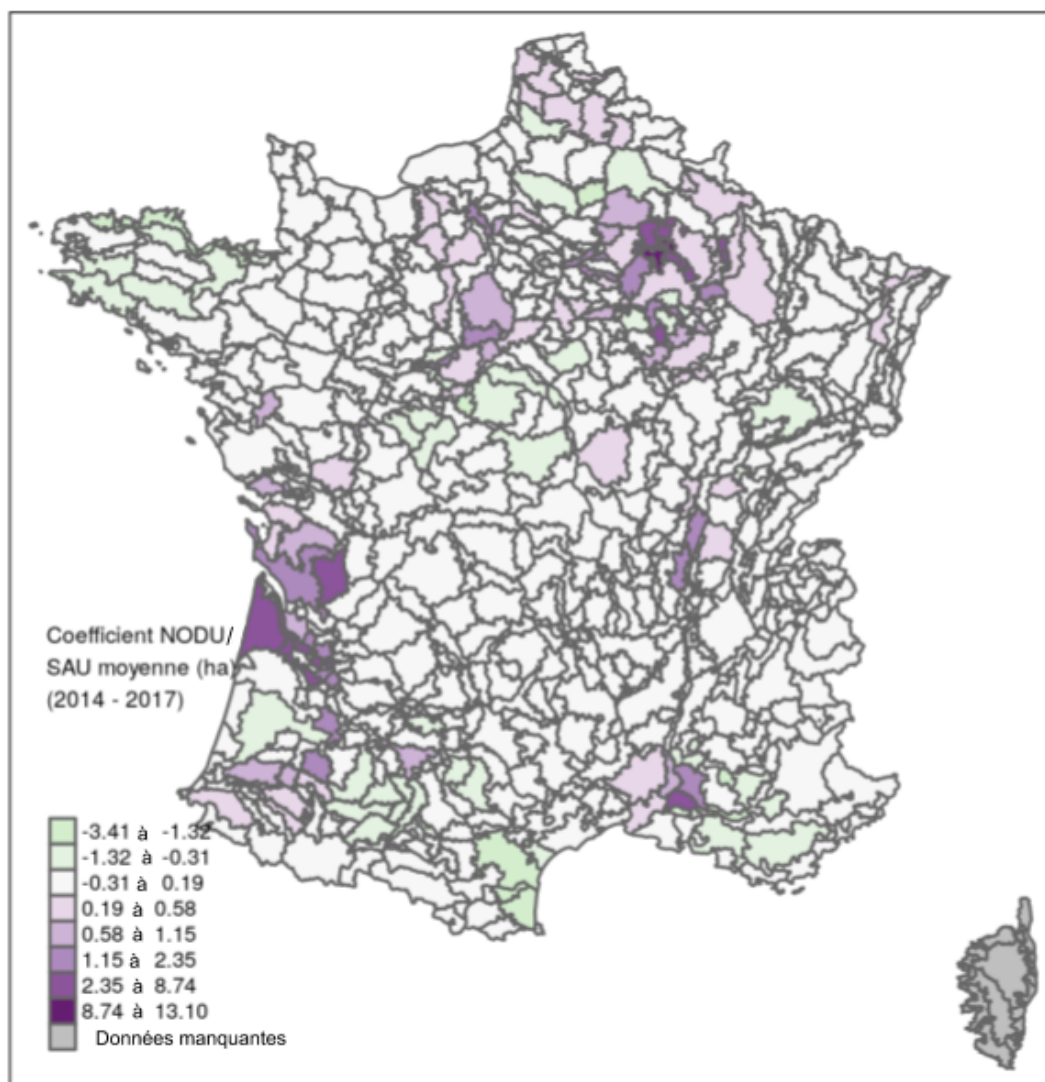 Coefficient NODU/
SAU moyenne (ha)
(2014 - 2017)
-3.41 à -1.32
-1.32 à -0.31
-0.31 à 0.19
0.19 à 0.58
0.58 à 1.15
1.15 à 2.35
2.35 à 8.74
8.74 à 13.10
Données manquantes